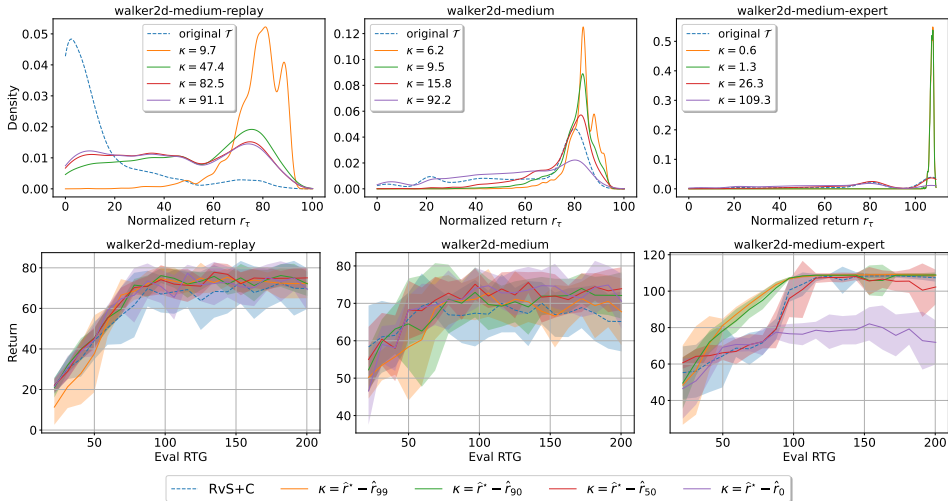 walker2d-medium-replay
Density
0.05
0.04
0.03
0.02
0.01
0.00
original 𝒯
κ = 9.7
κ = 47.4
κ = 82.5
κ = 91.1
0 20 40 60 80 100
Normalized return r_τ
walker2d-medium
0.12
0.10
0.08
0.06
0.04
0.02
0.00
original 𝒯
κ = 6.2
κ = 9.5
κ = 15.8
κ = 92.2
0 20 40 60 80 100
Normalized return r_τ
walker2d-medium-expert
0.5
0.4
0.3
0.2
0.1
0.0
original 𝒯
κ = 0.6
κ = 1.3
κ = 26.3
κ = 109.3
0 20 40 60 80 100
Normalized return r_τ
walker2d-medium-replay
Return
80
60
40
20
0
50 100 150 200
Eval RTG
walker2d-medium
80
70
60
50
40
50 100 150 200
Eval RTG
walker2d-medium-expert
120
100
80
60
40
50 100 150 200
Eval RTG
RvS+C κ = r̂* − r̂₉₉ κ = r̂* − r̂₉₀ κ = r̂* − r̂₅₀ κ = r̂* − r̂₀